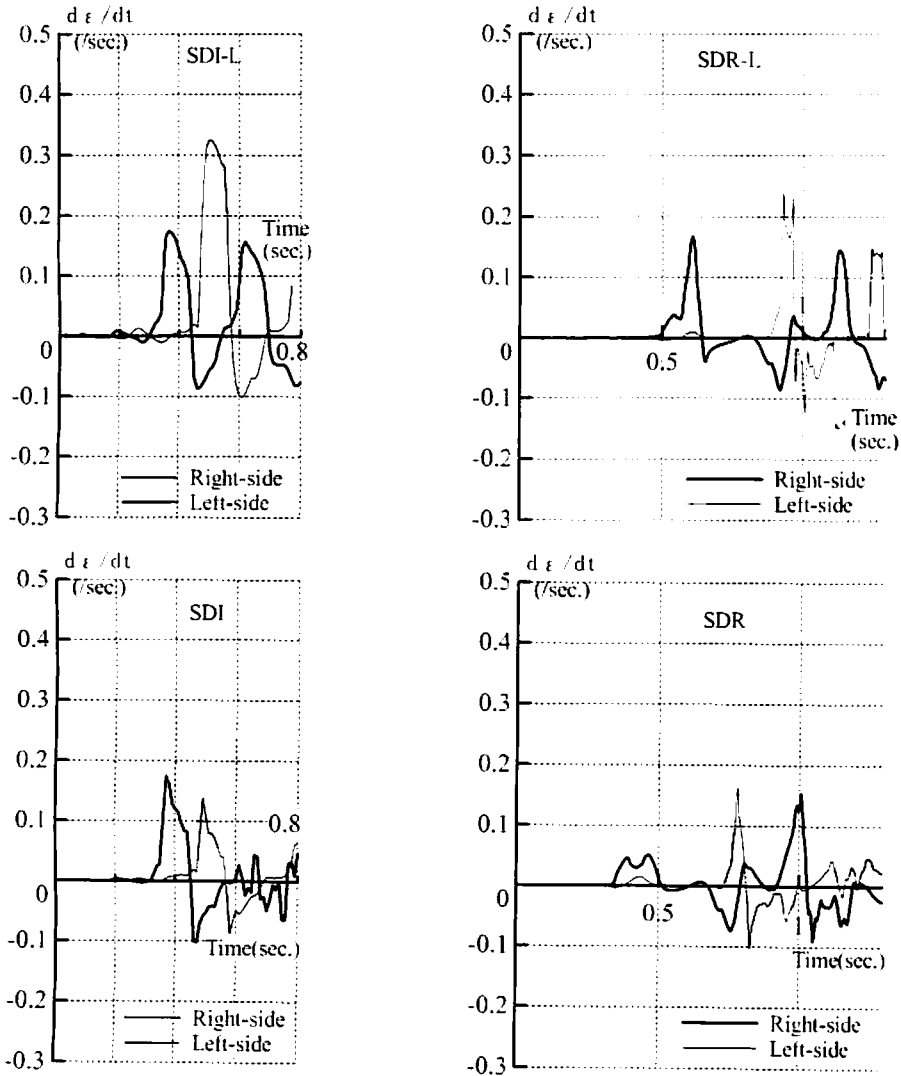 d ε /dt
(/sec.)
SDI-L
0.5
0.4
0.3
0.2
0.1
0
-0.1
-0.2
-0.3
Time
(sec.)
0.8
Right-side
Left-side
d ε /dt
(/sec.)
SDR-L
0.5
0.4
0.3
0.2
0.1
0
-0.1
-0.2
-0.3
0.5
Time
(sec.)
Right-side
Left-side
d ε /dt
(/sec.)
SDI
0.5
0.4
0.3
0.2
0.1
0
-0.1
-0.2
-0.3
0.8
Time(sec.)
Right-side
Left-side
d ε /dt
(/sec.)
SDR
0.5
0.4
0.3
0.2
0.1
0
-0.1
-0.2
-0.3
0.5
1
Time(sec.)
Right-side
Left-side